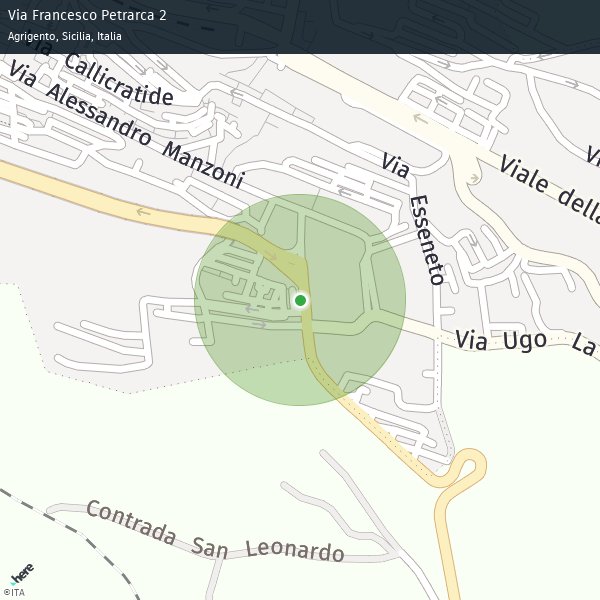 Via Francesco Petrarca 2
Agrigento, Sicilia, Italia
Via Callicratide
Via Alessandro Manzoni
Via Esseneto
Viale della
Via Ugo La
Contrada San Leonardo
here
©ITA